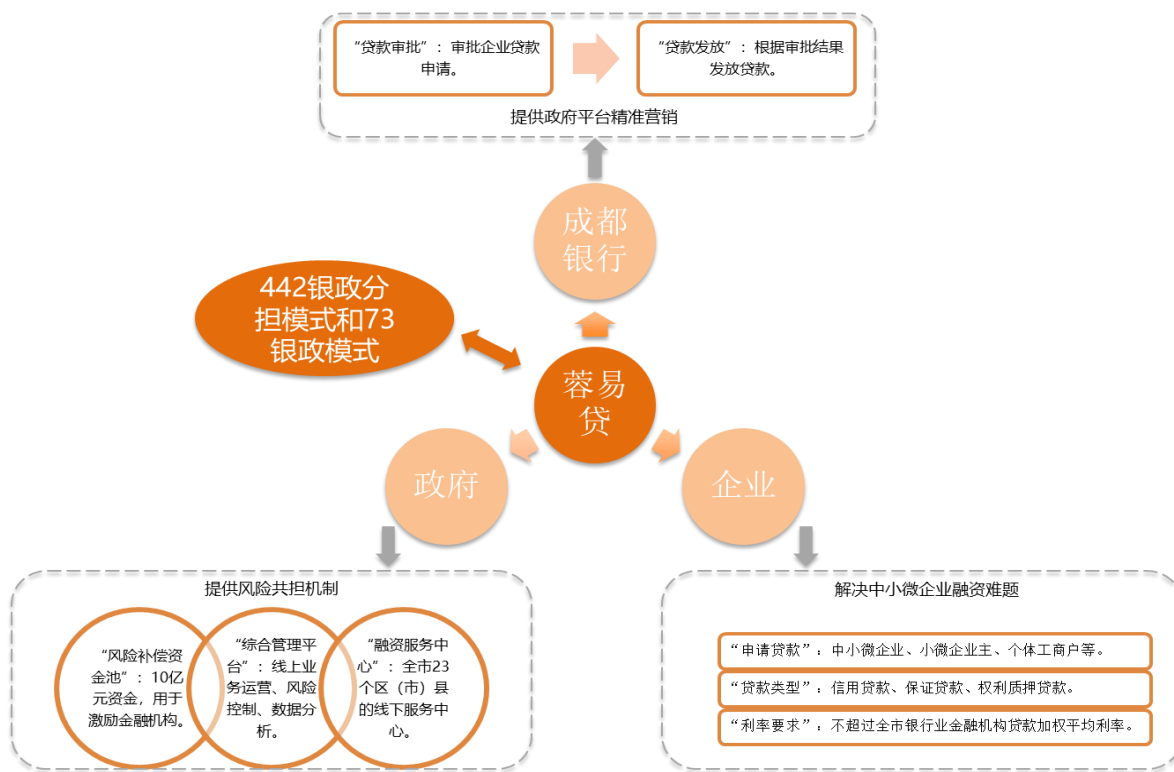 “贷款审批”：审批企业贷款
申请。
“贷款发放”：根据审批结果
发放贷款。
提供政府平台精准营销
成都
银行
442银政分
担模式和73
银政模式
蓉易
贷
政府
企业
提供风险共担机制
“风险补偿资
金池”：10亿
元资金，用于
激励金融机构。
“综合管理平
台”：线上业
务运营、风险
控制、数据分
析。
“融资服务中
心”：全市23
个区（市）县
的线下服务中
心。
解决中小微企业融资难题
“申请贷款”：中小微企业、小微企业主、个体工商户等。
“贷款类型”：信用贷款、保证贷款、权利质押贷款。
“利率要求”：不超过全市银行业金融机构贷款加权平均利率。